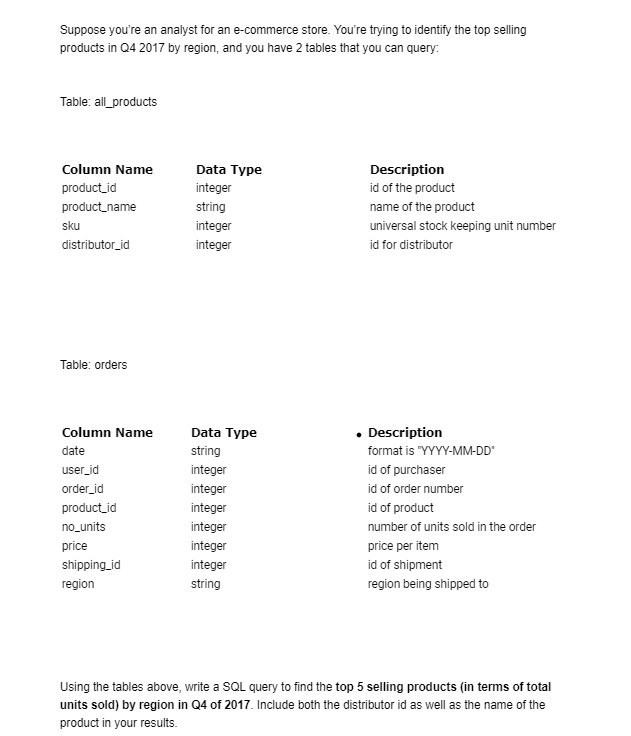 Suppose you're an analyst for an e-commerce store. You're trying to identify the top selling
products in Q4 2017 by region, and you have 2 tables that you can query:
Table: all_products
Column Name Data Type Description
product_id integer id of the product
product_name string name of the product
sku integer universal stock keeping unit number
distributor_id integer id for distributor
Table: orders
Column Name Data Type • Description
date string format is "YYYY-MM-DD"
user_id integer id of purchaser
order_id integer id of order number
product_id integer id of product
no_units integer number of units sold in the order
price integer price per item
shipping_id integer id of shipment
region string region being shipped to
Using the tables above, write a SQL query to find the top 5 selling products (in terms of total
units sold) by region in Q4 of 2017. Include both the distributor id as well as the name of the
product in your results.